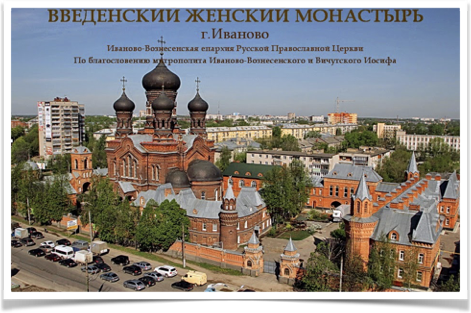 ВВЕДЕНСКИЙ ЖЕНСКИЙ МОНАСТЫРЬ
г.Иваново
Иваново-Вознесенская епархия Русской Православной Церкви
По благословению митрополита Иваново-Вознесенского и Вичугского Иосифа